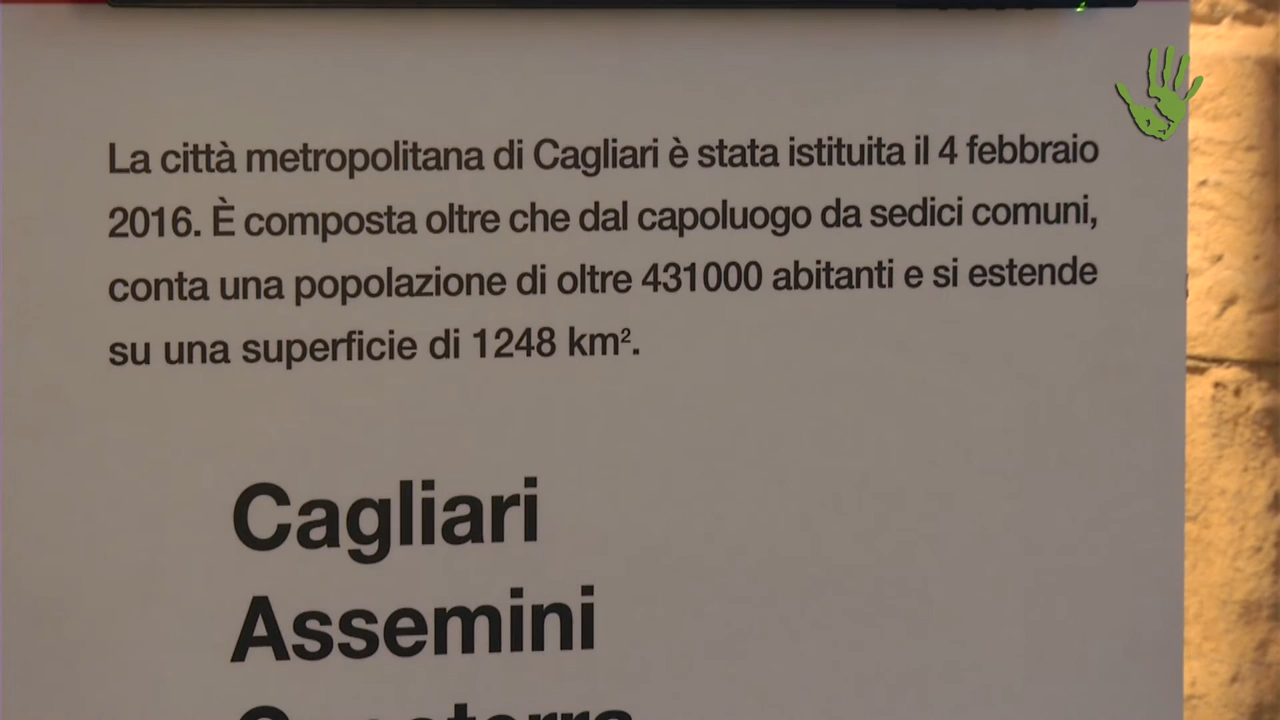 La città metropolitana di Cagliari è stata istituita il 4 febbraio
2016. È composta oltre che dal capoluogo da sedici comuni,
conta una popolazione di oltre 431000 abitanti e si estende
su una superficie di 1248 km².
Cagliari
Assemini